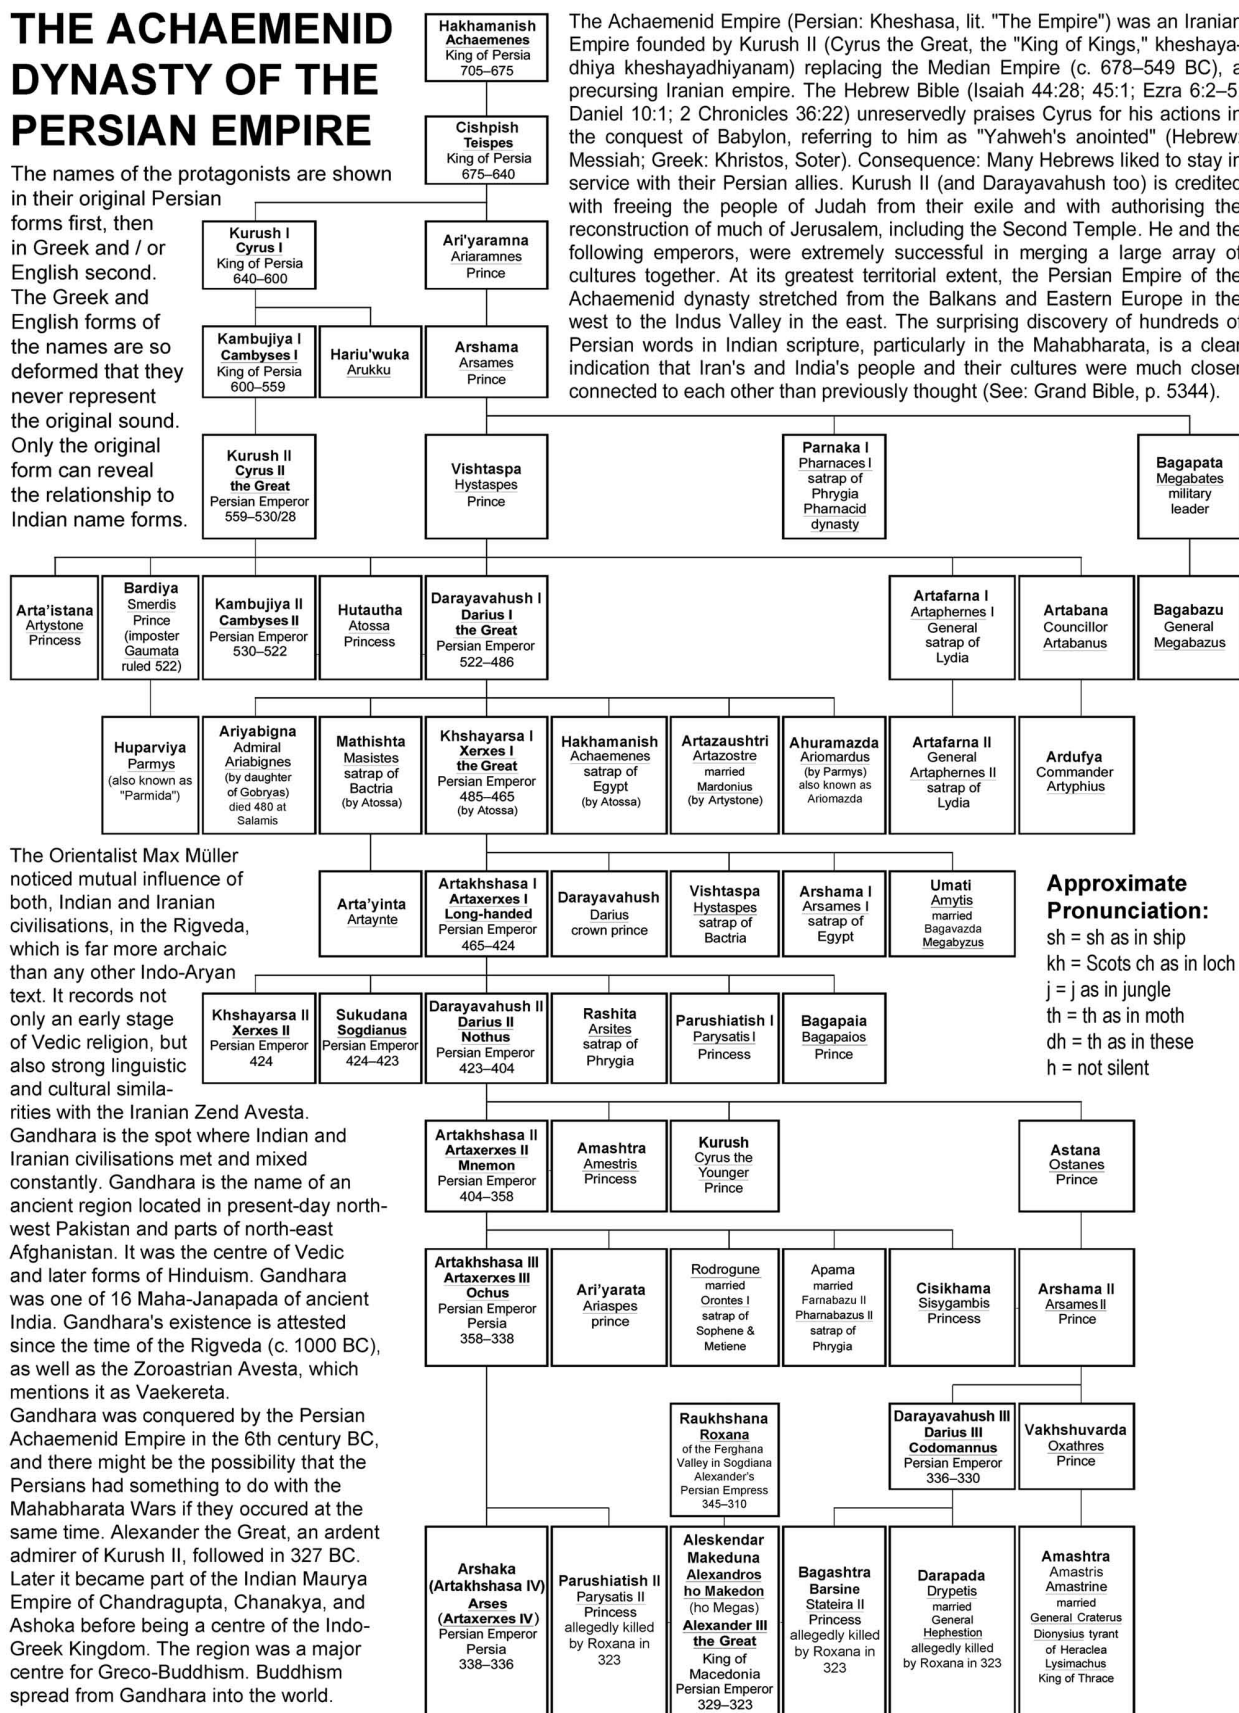 THE ACHAEMENID
DYNASTY OF THE
PERSIAN EMPIRE
The names of the protagonists are shown
in their original Persian
forms first, then
in Greek and / or
English second.
The Greek and
English forms of
the names are so
deformed that they
never represent
the original sound.
Only the original
form can reveal
the relationship to
Indian name forms.
The Achaemenid Empire (Persian: Kheshasa, lit. "The Empire") was an Iranian
Empire founded by Kurush II (Cyrus the Great, the "King of Kings," kheshaya-
dhiya kheshayadhiyanam) replacing the Median Empire (c. 678–549 BC), a
precursing Iranian empire. The Hebrew Bible (Isaiah 44:28; 45:1; Ezra 6:2–5
Daniel 10:1; 2 Chronicles 36:22) unreservedly praises Cyrus for his actions in
the conquest of Babylon, referring to him as "Yahweh's anointed" (Hebrew:
Messiah; Greek: Khristos, Soter). Consequence: Many Hebrews liked to stay in
service with their Persian allies. Kurush II (and Darayavahush too) is credited
with freeing the people of Judah from their exile and with authorising the
reconstruction of much of Jerusalem, including the Second Temple. He and the
following emperors, were extremely successful in merging a large array of
cultures together. At its greatest territorial extent, the Persian Empire of the
Achaemenid dynasty stretched from the Balkans and Eastern Europe in the
west to the Indus Valley in the east. The surprising discovery of hundreds of
Persian words in Indian scripture, particularly in the Mahabharata, is a clear
indication that Iran's and India's people and their cultures were much closer
connected to each other than previously thought (See: Grand Bible, p. 5344).
Hakhamanish
Achaemenes
King of Persia
705–675
Cishpish
Teispes
King of Persia
675–640
Kurush I
Cyrus I
King of Persia
640–600
Ari'yaramna
Ariaramnes
Prince
Kambujiya I
Cambyses I
King of Persia
600–559
Hariu'wuka
Arukku
Arshama
Arsames
Prince
Kurush II
Cyrus II
the Great
Persian Emperor
559–530/28
Vishtaspa
Hystaspes
Prince
Parnaka I
Pharnaces I
satrap of
Phrygia
Pharnacid
dynasty
Bagapata
Megabates
military
leader
Arta’istana
Artystone
Princess
Bardiya
Smerdis
Prince
(imposter
Gaumata
ruled 522)
Kambujiya II
Cambyses II
Persian Emperor
530–522
Hutautha
Atossa
Princess
Darayavahush I
Darius I
the Great
Persian Emperor
522–486
Artafarna I
Artaphernes I
General
satrap of
Lydia
Artabana
Councillor
Artabanus
Bagabazu
General
Megabazus
Huparviya
Parmys
(also known as
"Parmida")
Ariyabigna
Admiral
Ariabignes
(by daughter
of Gobryas)
died 480 at
Salamis
Mathishta
Masistes
satrap of
Bactria
(by Atossa)
Khshayarsa I
Xerxes I
the Great
Persian Emperor
485–465
(by Atossa)
Hakhamanish
Achaemenes
satrap of
Egypt
(by Atossa)
Artazaushtri
Artazostre
married
Mardonius
(by Artystone)
Ahuramazda
Ariomardus
(by Parmys)
also known as
Ariomazda
Artafarna II
General
Artaphernes II
satrap of
Lydia
Ardufya
Commander
Artyphius
Arta’yinta
Artaynte
Artakhshasa I
Artaxerxes I
Long-handed
Persian Emperor
465–424
Darayavahush
Darius
crown prince
Vishtaspa
Hystaspes
satrap of
Bactria
Arshama I
Arsames I
satrap of
Egypt
Umati
Amytis
married
Bagavazda
Megabyzus
Approximate
Pronunciation:
sh = sh as in ship
kh = Scots ch as in loch
j = j as in jungle
th = th as in moth
dh = th as in these
h = not silent
Khshayarsa II
Xerxes II
Persian Emperor
424
Sukudana
Sogdianus
Persian Emperor
424–423
Darayavahush II
Darius II
Nothus
Persian Emperor
423–404
Rashita
Arsites
satrap of
Phrygia
Parushiatish I
Parysatis I
Princess
Bagapaia
Bagapaios
Prince
Artakhshasa II
Artaxerxes II
Mnemon
Persian Emperor
404–358
Amashtra
Amestris
Princess
Kurush
Cyrus the
Younger
Prince
Astana
Ostanes
Prince
Artakhshasa III
Artaxerxes III
Ochus
Persian Emperor
Persia
358–338
Ari’yarata
Ariaspes
prince
Rodrogune
married
Orontes I
satrap of
Sophene &
Metiene
Apama
married
Farnabazu II
Pharnabazus II
satrap of
Phrygia
Cisikhama
Sisygambis
Princess
Arshama II
Arsames II
Prince
Raukhshana
Roxana
of the Ferghana
Valley in Sogdiana
Alexander's
Persian Empress
345–310
Darayavahush III
Darius III
Codomannus
Persian Emperor
336–330
Vakhshuvarda
Oxathres
Prince
Arshaka
(Artakhshasa IV)
Arses
(Artaxerxes IV)
Persian Emperor
Persia
338–336
Parushiatish II
Parysatis II
Princess
allegedly killed
by Roxana in
323
Aleskendar
Makeduna
Alexandros
ho Makedon
(ho Megas)
Alexander III
the Great
King of
Macedonia
Persian Emperor
329–323
Bagashtra
Barsine
Stateira II
Princess
allegedly killed
by Roxana in
323
Darapada
Drypetis
married
General
Hephestion
allegedly killed
by Roxana in 323
Amashtra
Amastris
Amastrine
married
General Craterus
Dionysius tyrant
of Heraclea
Lysimachus
King of Thrace
The Orientalist Max Müller
noticed mutual influence of
both, Indian and Iranian
civilisations, in the Rigveda,
which is far more archaic
than any other Indo-Aryan
text. It records not
only an early stage
of Vedic religion, but
also strong linguistic
and cultural simila-
rities with the Iranian Zend Avesta.
Gandhara is the spot where Indian and
Iranian civilisations met and mixed
constantly. Gandhara is the name of an
ancient region located in present-day north-
west Pakistan and parts of north-east
Afghanistan. It was the centre of Vedic
and later forms of Hinduism. Gandhara
was one of 16 Maha-Janapada of ancient
India. Gandhara's existence is attested
since the time of the Rigveda (c. 1000 BC),
as well as the Zoroastrian Avesta, which
mentions it as Vaekereta.
Gandhara was conquered by the Persian
Achaemenid Empire in the 6th century BC,
and there might be the possibility that the
Persians had something to do with the
Mahabharata Wars if they occured at the
same time. Alexander the Great, an ardent
admirer of Kurush II, followed in 327 BC.
Later it became part of the Indian Maurya
Empire of Chandragupta, Chanakya, and
Ashoka before being a centre of the Indo-
Greek Kingdom. The region was a major
centre for Greco-Buddhism. Buddhism
spread from Gandhara into the world.